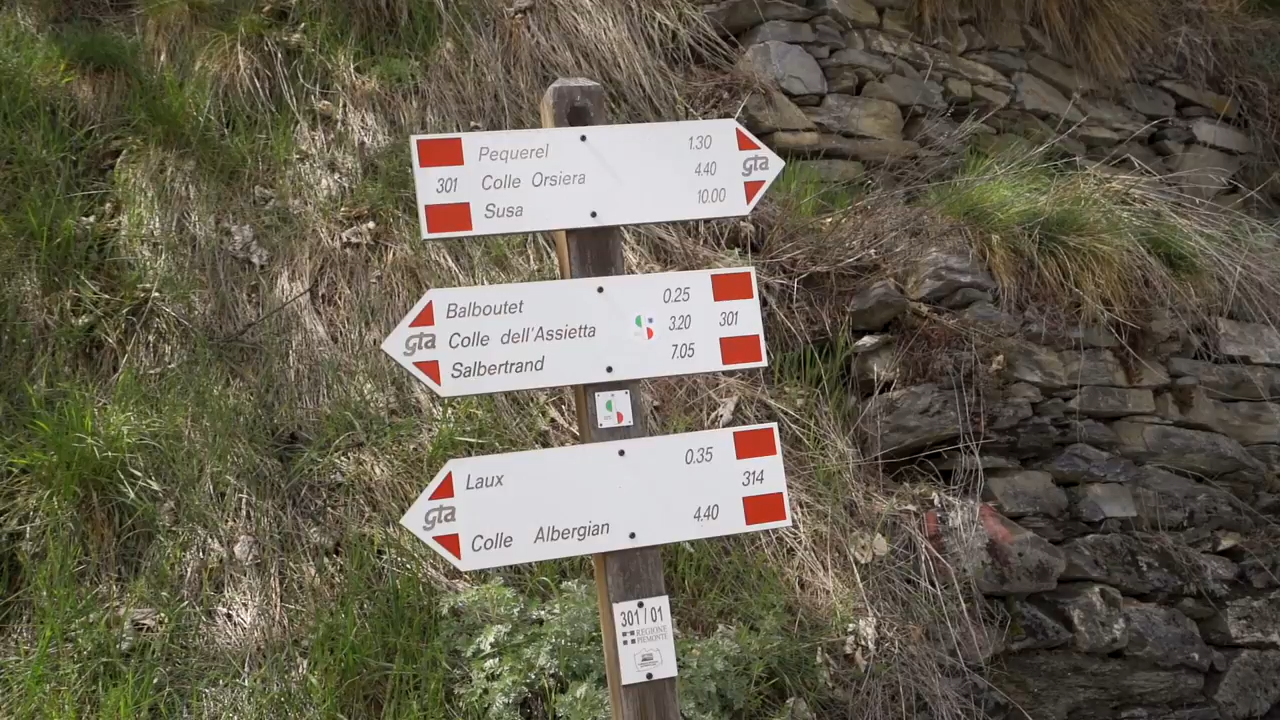 Pequerel 1.30
301 Colle Orsiera 4.40 gta
Susa 10.00
Balboutet 0.25
gta Colle dell'Assietta 3.20 301
Salbertrand 7.05
Laux 0.35
gta 314
Colle Albergian 4.40
301/01
REGIONE
PIEMONTE